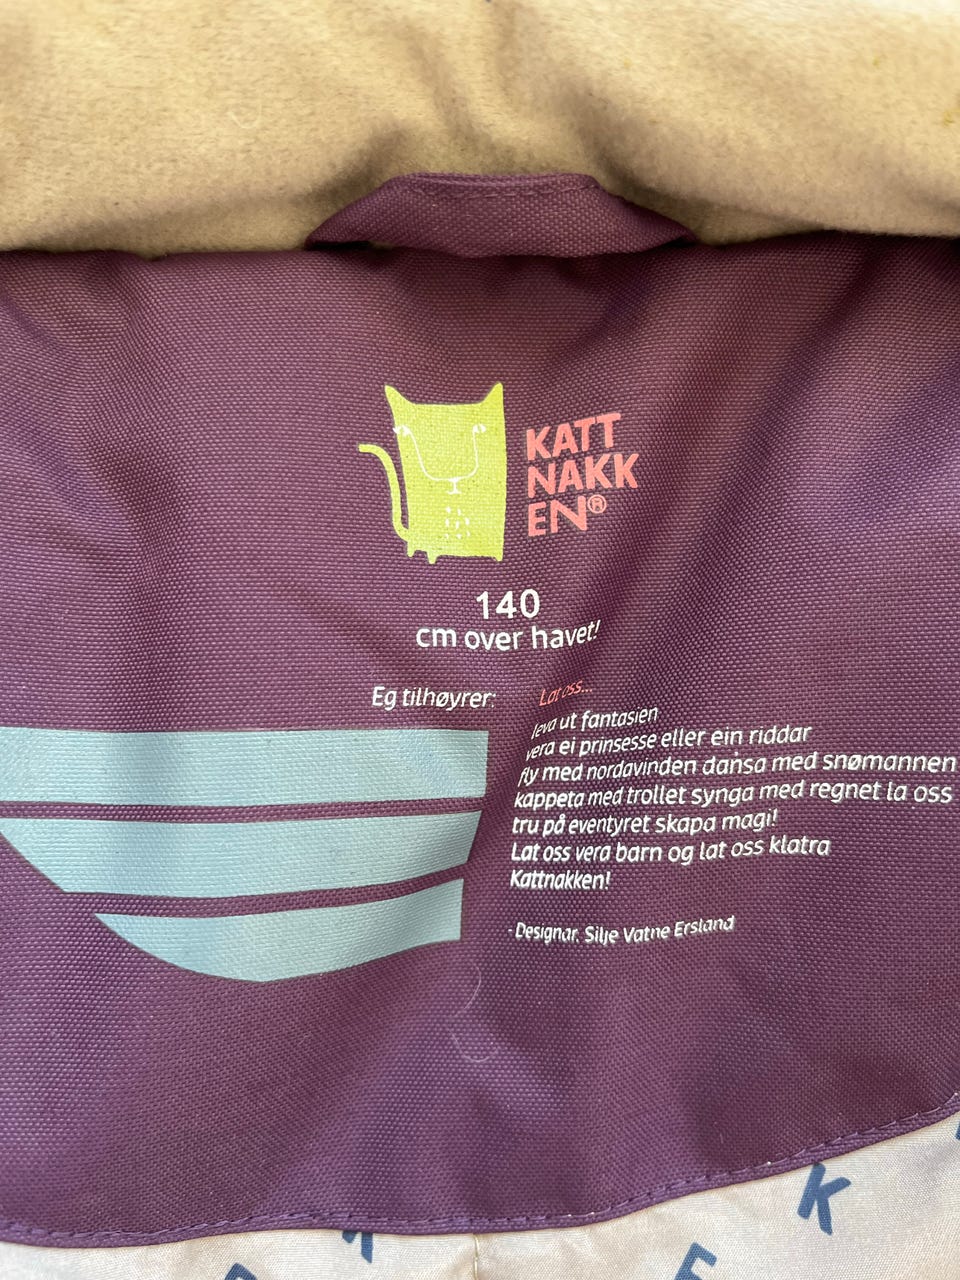 KATT
NAKK
EN®
140
cm over havet!
Eg tilhøyrer:
Lat oss...
leva ut fantasien
vera ei prinsesse eller ein riddar
fly med nordavinden dansa med snømannen
kappeta med trollet synga med regnet la oss
tru på eventyret skapa magi!
Lat oss vera barn og lat oss klatra
Kattnakken!
- Designar, Silje Vatne Ersland
K
E